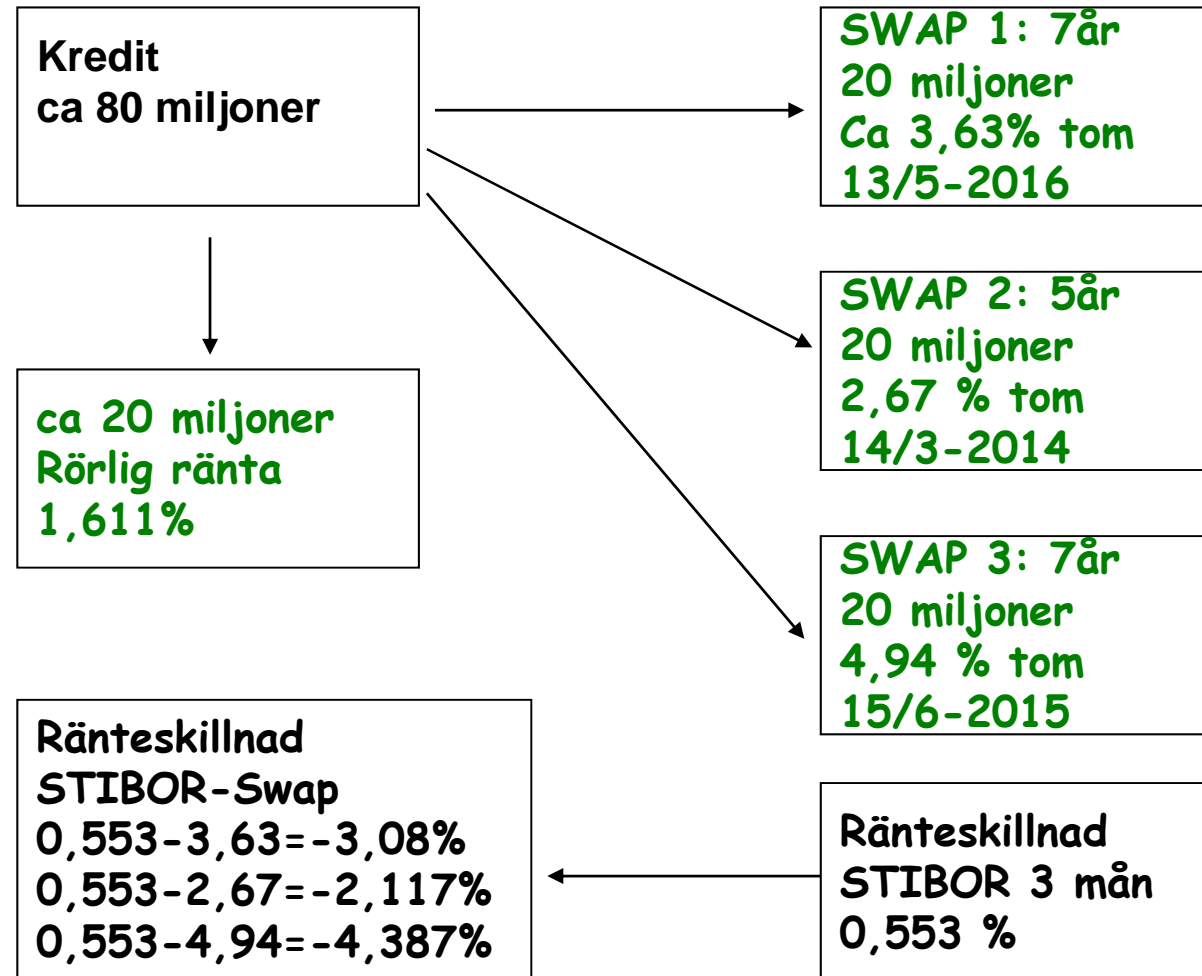 Kredit
ca 80 miljoner
SWAP 1: 7år
20 miljoner
Ca 3,63% tom
13/5-2016
SWAP 2: 5år
20 miljoner
2,67 % tom
14/3-2014
ca 20 miljoner
Rörlig ränta
1,611%
SWAP 3: 7år
20 miljoner
4,94 % tom
15/6-2015
Ränteskillnad
STIBOR-Swap
0,553-3,63=-3,08%
0,553-2,67=-2,117%
0,553-4,94=-4,387%
Ränteskillnad
STIBOR 3 mån
0,553 %